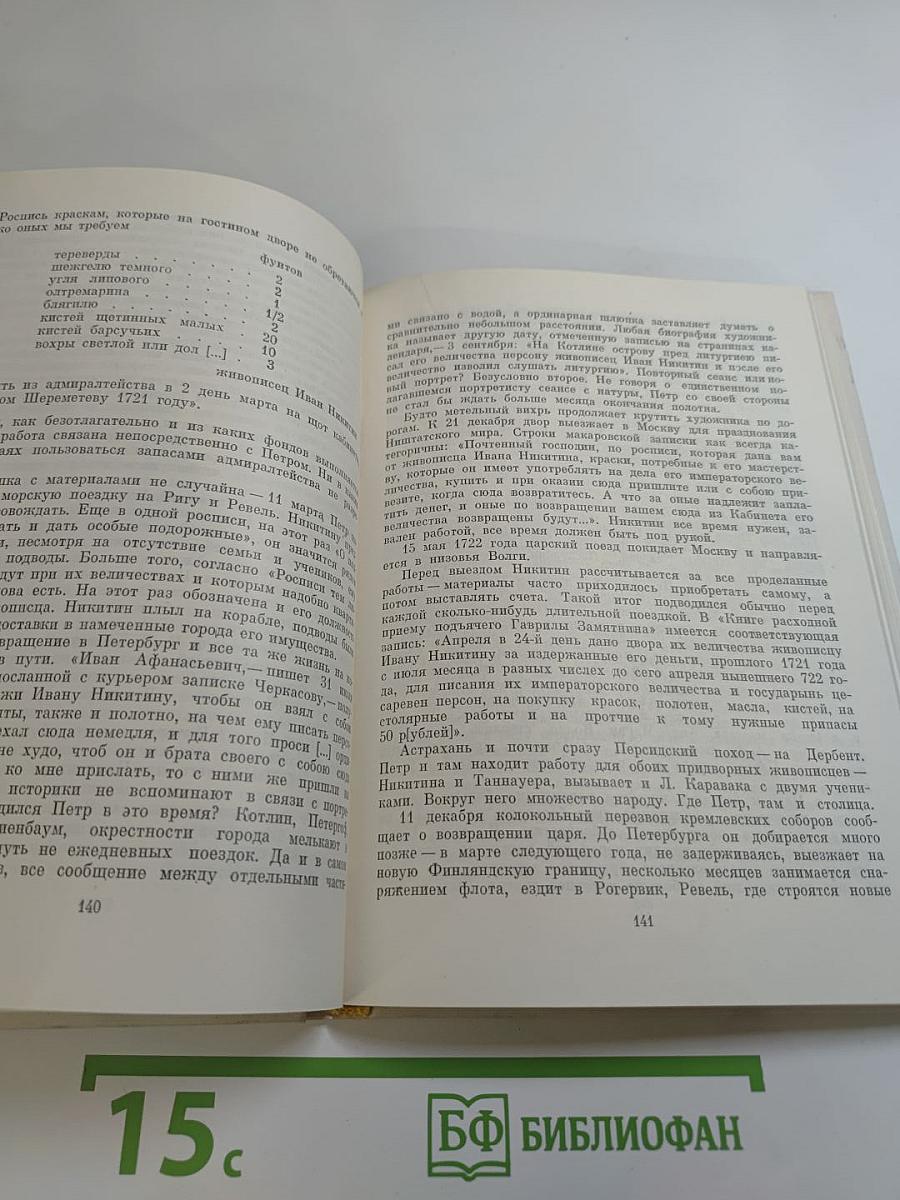 Роспись краскам, которые на гостином дворе не
ко оных мы требуем
фунтов
тереверды . . . . . . . 2
шежгелю темного . . . . . 2
угля липового . . . . . . 1
олтремарина . . . . . . 1/2
блягилю . . . . . . . 2
кистей щетинных малых . 20
кистей барсучьих . . . . . 10
вохры светлой или дол [...] . 3
живописец Иван Никитин
ть из адмиралтейства в 2 день марта на щот
ом Шереметеву 1721 году».
, как безотлагательно и из каких фондов
работа связана непосредственно с Петром. Ни в
аях пользоваться запасами адмиралтейства не
ка с материалами не случайна — 11 марта Петр
морскую поездку на Ригу и Ревель. Никитину
ровождать. Еще в одной росписи, на этот раз «О
ать и дать особые подорожные», он значится
и, несмотря на отсутствие семьи и учеников,
подводы. Больше того, согласно «Росписи тем
дут при их величествах и которым надобно
ова есть. На этот раз обозначена и его
описца. Никитин плыл на корабле, подводы
доставки в намеченные города его имущества.
вращение в Петербург и все та же жизнь на
в пути. «Иван Афанасьевич,— пишет 31
посланной с курьером записке Черкасову,—
жи Ивану Никитину, чтобы он взял с собою
нты, также и полотно, на чем ему писать
ехал сюда немедля, и для того проси [...]
не худо, чтоб он и брата своего с собою
ко мне прислать, то с ними же пришли
историки не вспоминают в связи с
дился Петр в это время? Котлин, Петергоф,
иенбаум, окрестности города мелькают
нуть не ежедневных поездок. Да и в самом
в, все сообщение между отдельными
140
ми связано с водой, а ординарная шлюпка заставляет думать о
сравнительно небольшом расстоянии. Любая биография художни-
ка называет другую дату, отмеченную записью на страницах ка-
лендаря,— 3 сентября: «На Котлине острову пред литургиею пи-
сал его величества персону живописец Иван Никитин и после его
величество изволил слушать литургию». Повторный сеанс или но-
вый портрет? Безусловно второе. Не говоря о единственном по-
лагавшемся портретисту сеансе с натуры, Петр со своей стороны
не стал бы ждать больше месяца окончания полотна.
Будто метельный вихрь продолжает крутить художника по до-
рогам. К 21 декабря двор выезжает в Москву для празднования
Ништатского мира. Строки макаровской записки как всегда ка-
тегоричны: «Почтенный господин, по росписи, которая дана вам
от живописца Ивана Никитина, краски, потребные к его мастерст-
ву, которые он имеет употреблять на дела его императорского ве-
личества, купить и при оказии сюда пришлите или с собою при-
везите, когда сюда возвратитесь. А что за оные надлежит запла-
тить денег, и оные по возвращении вашем сюда из Кабинета его
величества возвращены будут...». Никитин все время нужен, за-
вален работой, все время должен быть под рукой.
15 мая 1722 года царский поезд покидает Москву и направля-
ется в низовья Волги.
Перед выездом Никитин рассчитывается за все проделанные
работы — материалы часто приходилось приобретать самому, а
потом выставлять счета. Такой итог подводился обычно перед
каждой сколько-нибудь длительной поездкой. В «Книге расходной
приему подъячего Гаврилы Замятнина» имеется соответствующая
запись: «Апреля в 24-й день дано двора их величества живописцу
Ивану Никитину за издержанные его деньги, прошлого 1721 года
с июля месяца в разных числех до сего апреля нынешнего 722 го-
да, для писания их императорского величества и государынь це-
саревен персон, на покупку красок, полотен, масла, кистей, на
столярные работы и на протчие к тому нужные припасы
50 р[ублей]».
Астрахань и почти сразу Персидский поход — на Дербент.
Петр и там находит работу для обоих придворных живописцев —
Никитина и Таннауера, вызывает и Л. Каравака с двумя учени-
ками. Вокруг него множество народу. Где Петр, там и столица.
11 декабря колокольный перезвон кремлевских соборов сооб-
щает о возвращении царя. До Петербурга он добирается много
позже — в марте следующего года, не задерживаясь, выезжает на
новую Финляндскую границу, несколько месяцев занимается сна-
ряжением флота, ездит в Рогервик, Ревель, где строятся новые
141
15 с
БФ БИБЛИОФАН